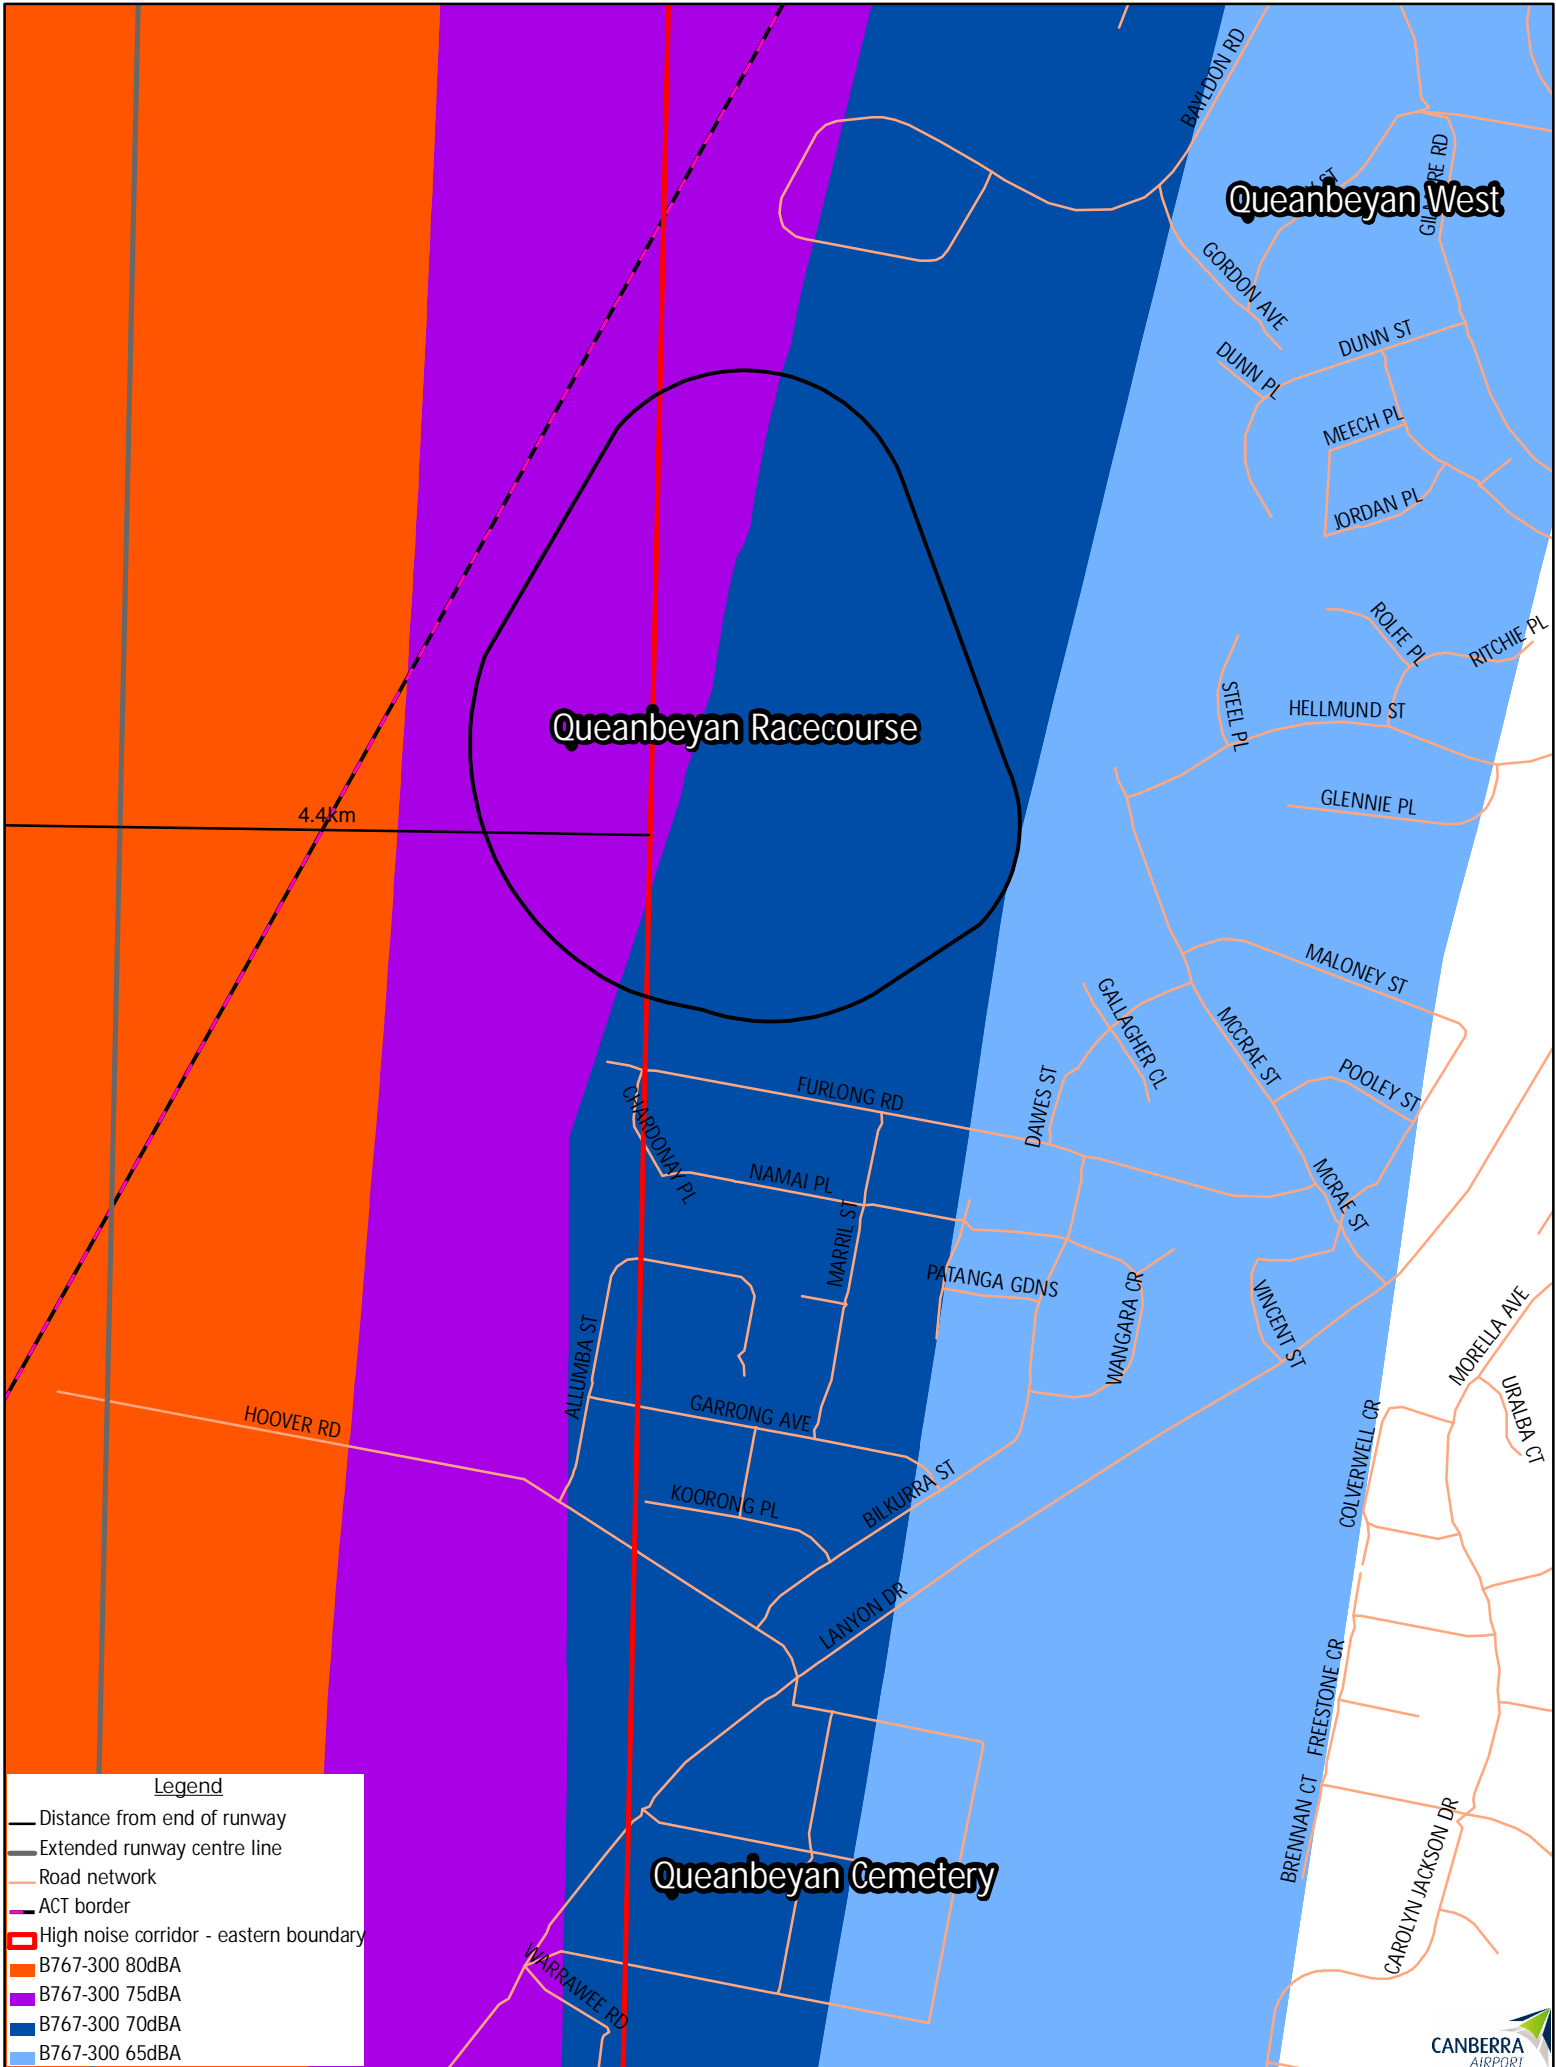 BAYLDON RD
Queanbeyan West
GORDON AVE
DUNN ST
DUNN PL
MEECH PL
JORDAN PL
ROLFE PL
RITCHIE PL
STEEL PL
HELLMUND ST
Queanbeyan Racecourse
GLENNIE PL
4.4km
MALONEY ST
GALLAGHER CL
MCCRAE ST
POOLEY ST
DAWES ST
FURLONG RD
CHARDONAY PL
NAMAI PL
MCRAE ST
MARRIL ST
PATANGA GDNS
WANGARA CR
VINCENT ST
MORELLA AVE
ALLUMBA ST
URALBA CT
HOOVER RD
GARRONG AVE
COLVERWELL CR
BILKURRA ST
KOORONG PL
LANYON DR
FREESTONE CR
BRENNAN CT
CAROLYN JACKSON DR
Queanbeyan Cemetery
WARRAWEE RD
Legend
Distance from end of runway
Extended runway centre line
Road network
ACT border
High noise corridor - eastern boundary
B767-300 80dBA
B767-300 75dBA
B767-300 70dBA
B767-300 65dBA
CANBERRA
AIRPORT